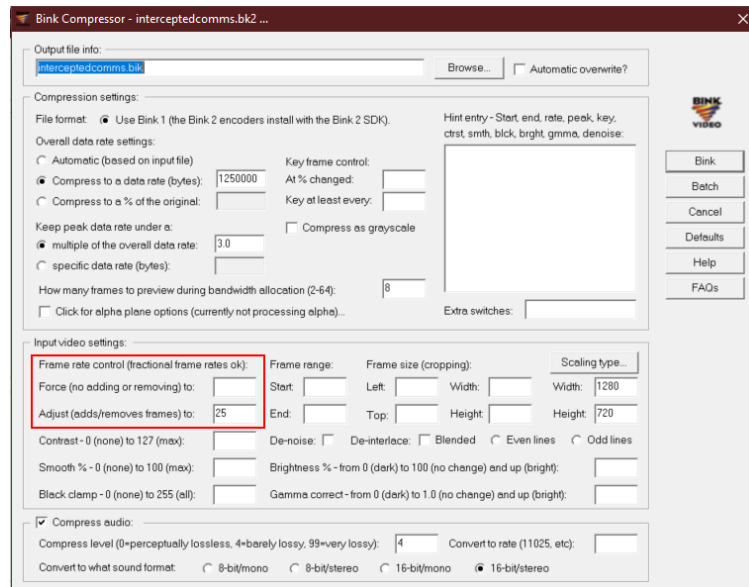 Bink Compressor - interceptedcomms.bk2 ...
Output file info:
interceptedcomms.bik Browse... Automatic overwrite?
Compression settings:
File format: Use Bink 1 (the Bink 2 encoders install with the Bink 2 SDK).
Overall data rate settings:
Automatic (based on input file)
Compress to a data rate (bytes): 1250000
Compress to a % of the original:
Keep peak data rate under a:
multiple of the overall data rate: 3.0
specific data rate (bytes):
Key frame control:
At % changed:
Key at least every:
Compress as grayscale
How many frames to preview during bandwidth allocation (2-64): 8
Click for alpha plane options (currently not processing alpha)...
Hint entry - Start, end, rate, peak, key,
ctrst, smth, blck, brght, gmma, denoise:
Extra switches:
BINK
VIDEO
Bink
Batch
Cancel
Defaults
Help
FAQs
Input video settings:
Frame rate control (fractional frame rates ok): Frame range: Frame size (cropping): Scaling type...
Force (no adding or removing) to: Start: Left: Width: Width: 1280
Adjust (adds/removes frames) to: 25 End: Top: Height: Height: 720
Contrast - 0 (none) to 127 (max): De-noise: De-interlace: Blended Even lines Odd lines
Smooth % - 0 (none) to 100 (max): Brightness % - from 0 (dark) to 100 (no change) and up (bright):
Black clamp - 0 (none) to 255 (all): Gamma correct - from 0 (dark) to 1.0 (no change) and up (bright):
Compress audio:
Compress level (0=perceptually lossless, 4=barely lossy, 99=very lossy): 4 Convert to rate (11025, etc):
Convert to what sound format: 8-bit/mono 8-bit/stereo 16-bit/mono 16-bit/stereo